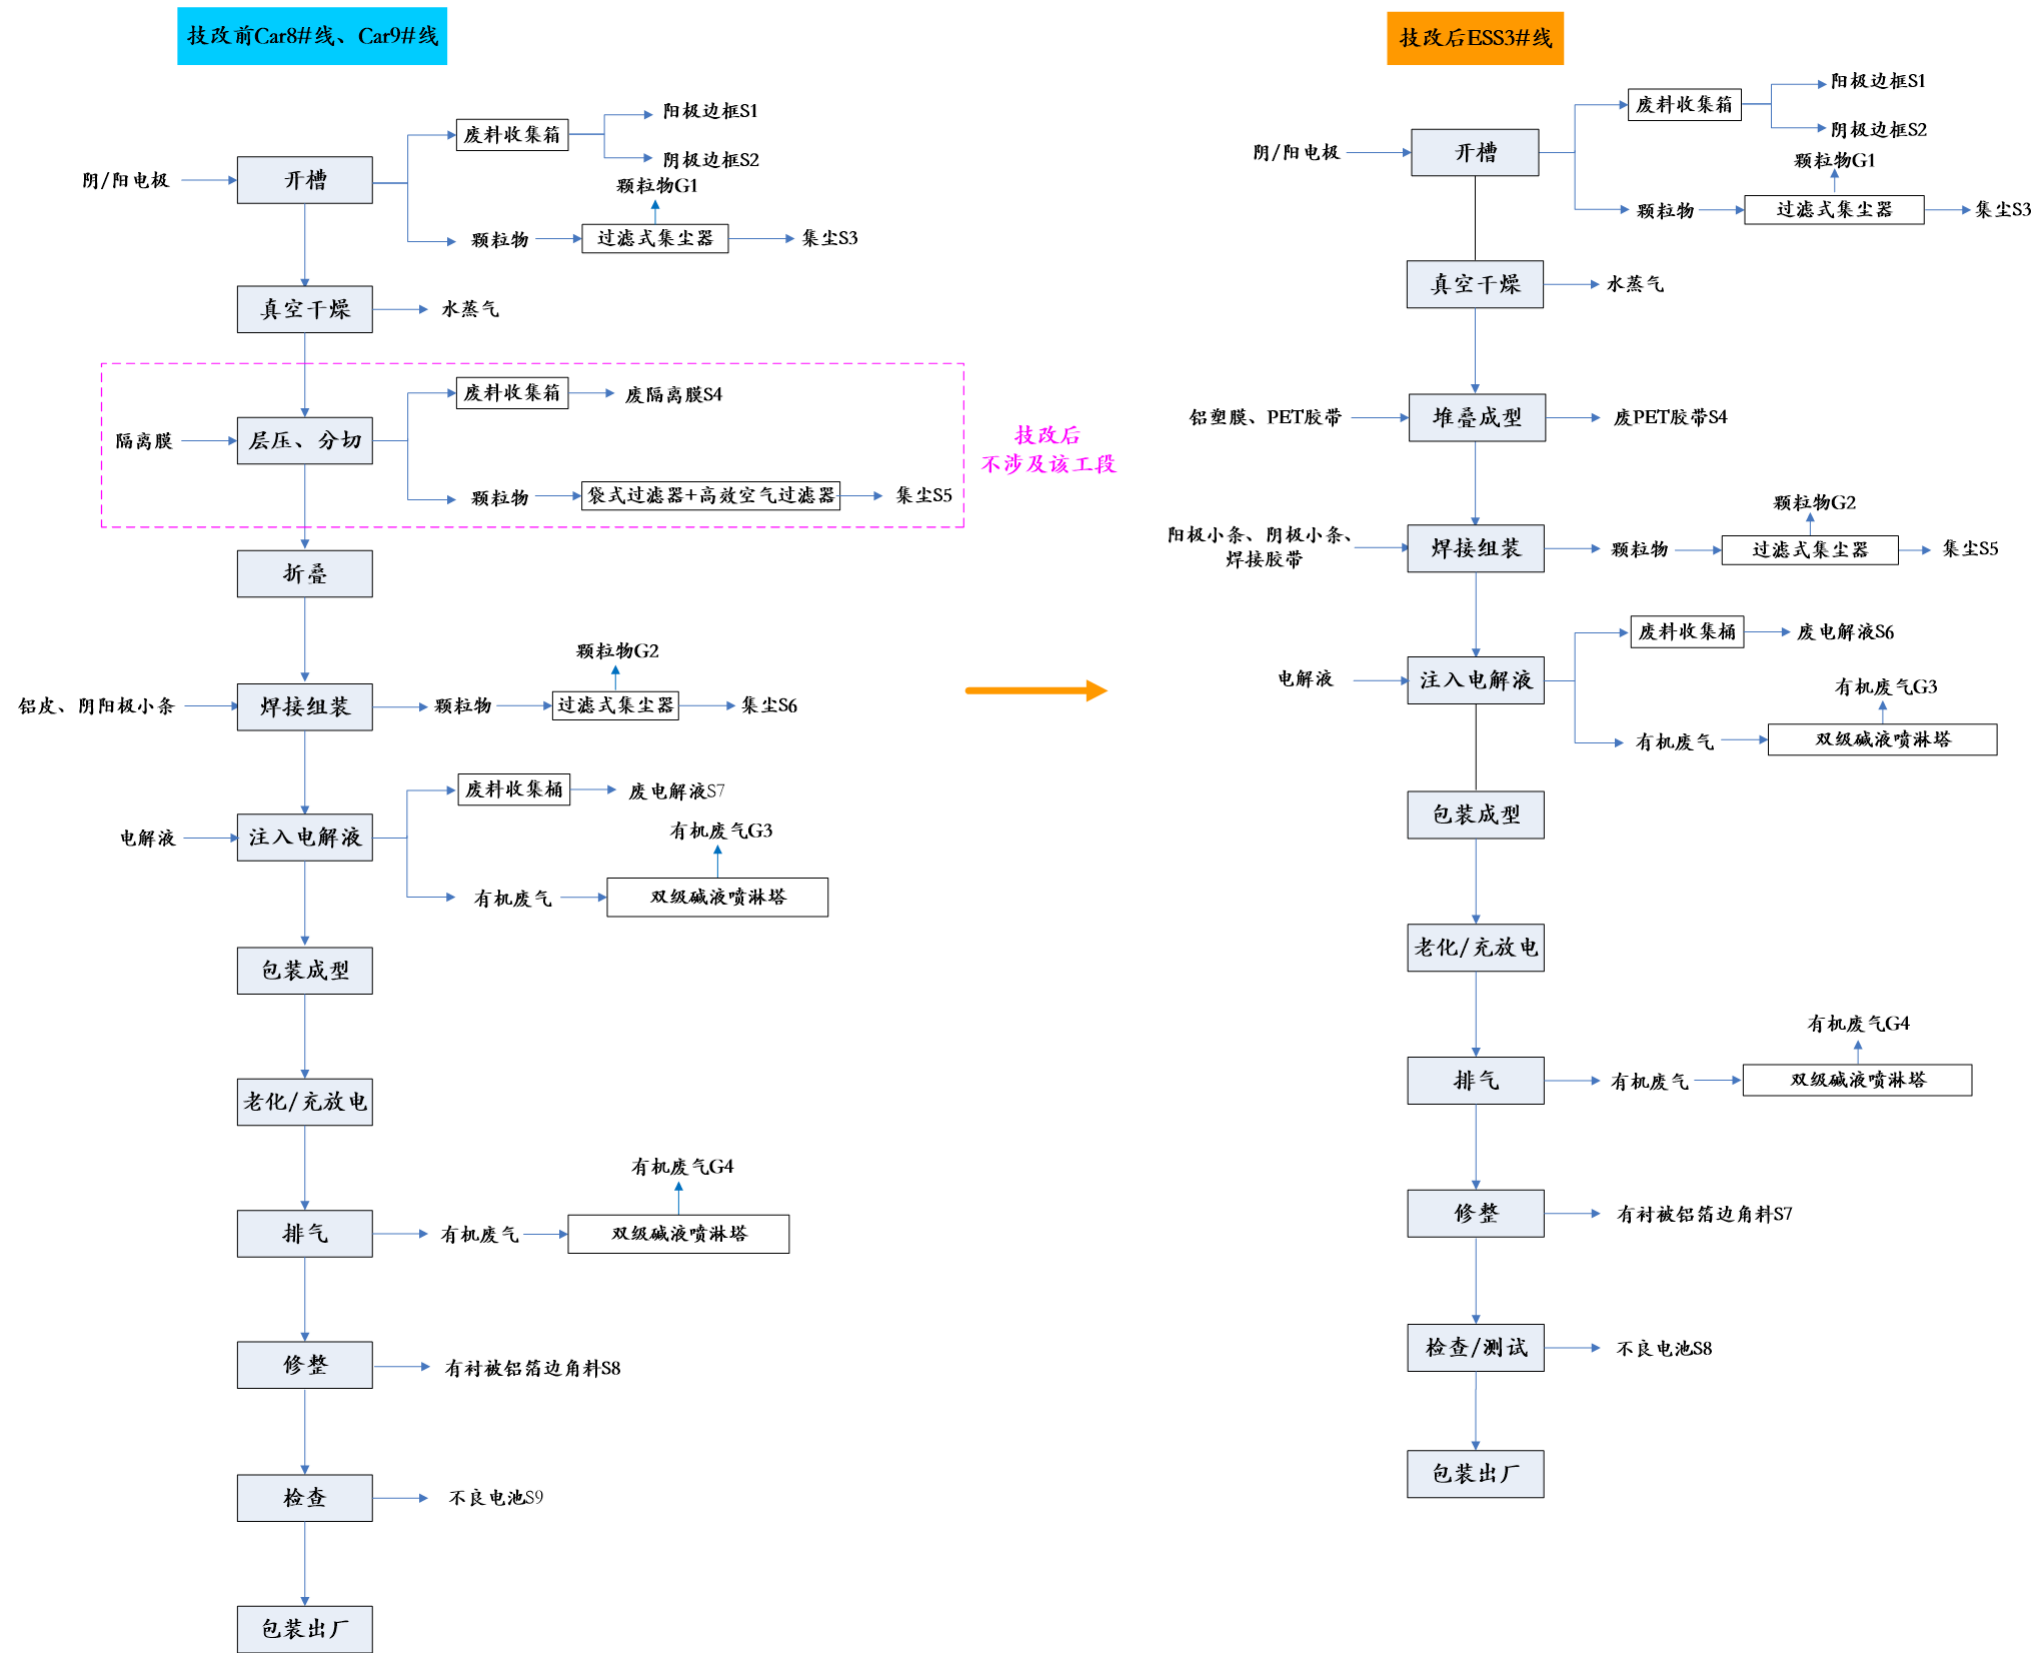 技改前Car8#线、Car9#线
阳极边框S1
废料收集箱
阴极边框S2
阴/阳电极
开槽
颗粒物G1
颗粒物
过滤式集尘器
集尘S3
真空干燥
水蒸气
废料收集箱
废隔离膜S4
隔离膜
层压、分切
颗粒物
袋式过滤器+高效空气过滤器
集尘S5
技改后
不涉及该工段
折叠
颗粒物G2
铝皮、阴阳极小条
焊接组装
颗粒物
过滤式集尘器
集尘S6
废料收集桶
废电解液S7
电解液
注入电解液
有机废气G3
有机废气
双级碱液喷淋塔
包装成型
老化/充放电
有机废气G4
排气
有机废气
双级碱液喷淋塔
修整
有衬被铝箔边角料S8
检查
不良电池S9
包装出厂
技改后ESS3#线
阳极边框S1
废料收集箱
阴极边框S2
阴/阳电极
开槽
颗粒物G1
颗粒物
过滤式集尘器
集尘S3
真空干燥
水蒸气
铝塑膜、PET胶带
堆叠成型
废PET胶带S4
颗粒物G2
阳极小条、阴极小条、
焊接胶带
焊接组装
颗粒物
过滤式集尘器
集尘S5
废料收集桶
废电解液S6
电解液
注入电解液
有机废气G3
有机废气
双级碱液喷淋塔
包装成型
老化/充放电
有机废气G4
排气
有机废气
双级碱液喷淋塔
修整
有衬被铝箔边角料S7
检查/测试
不良电池S8
包装出厂